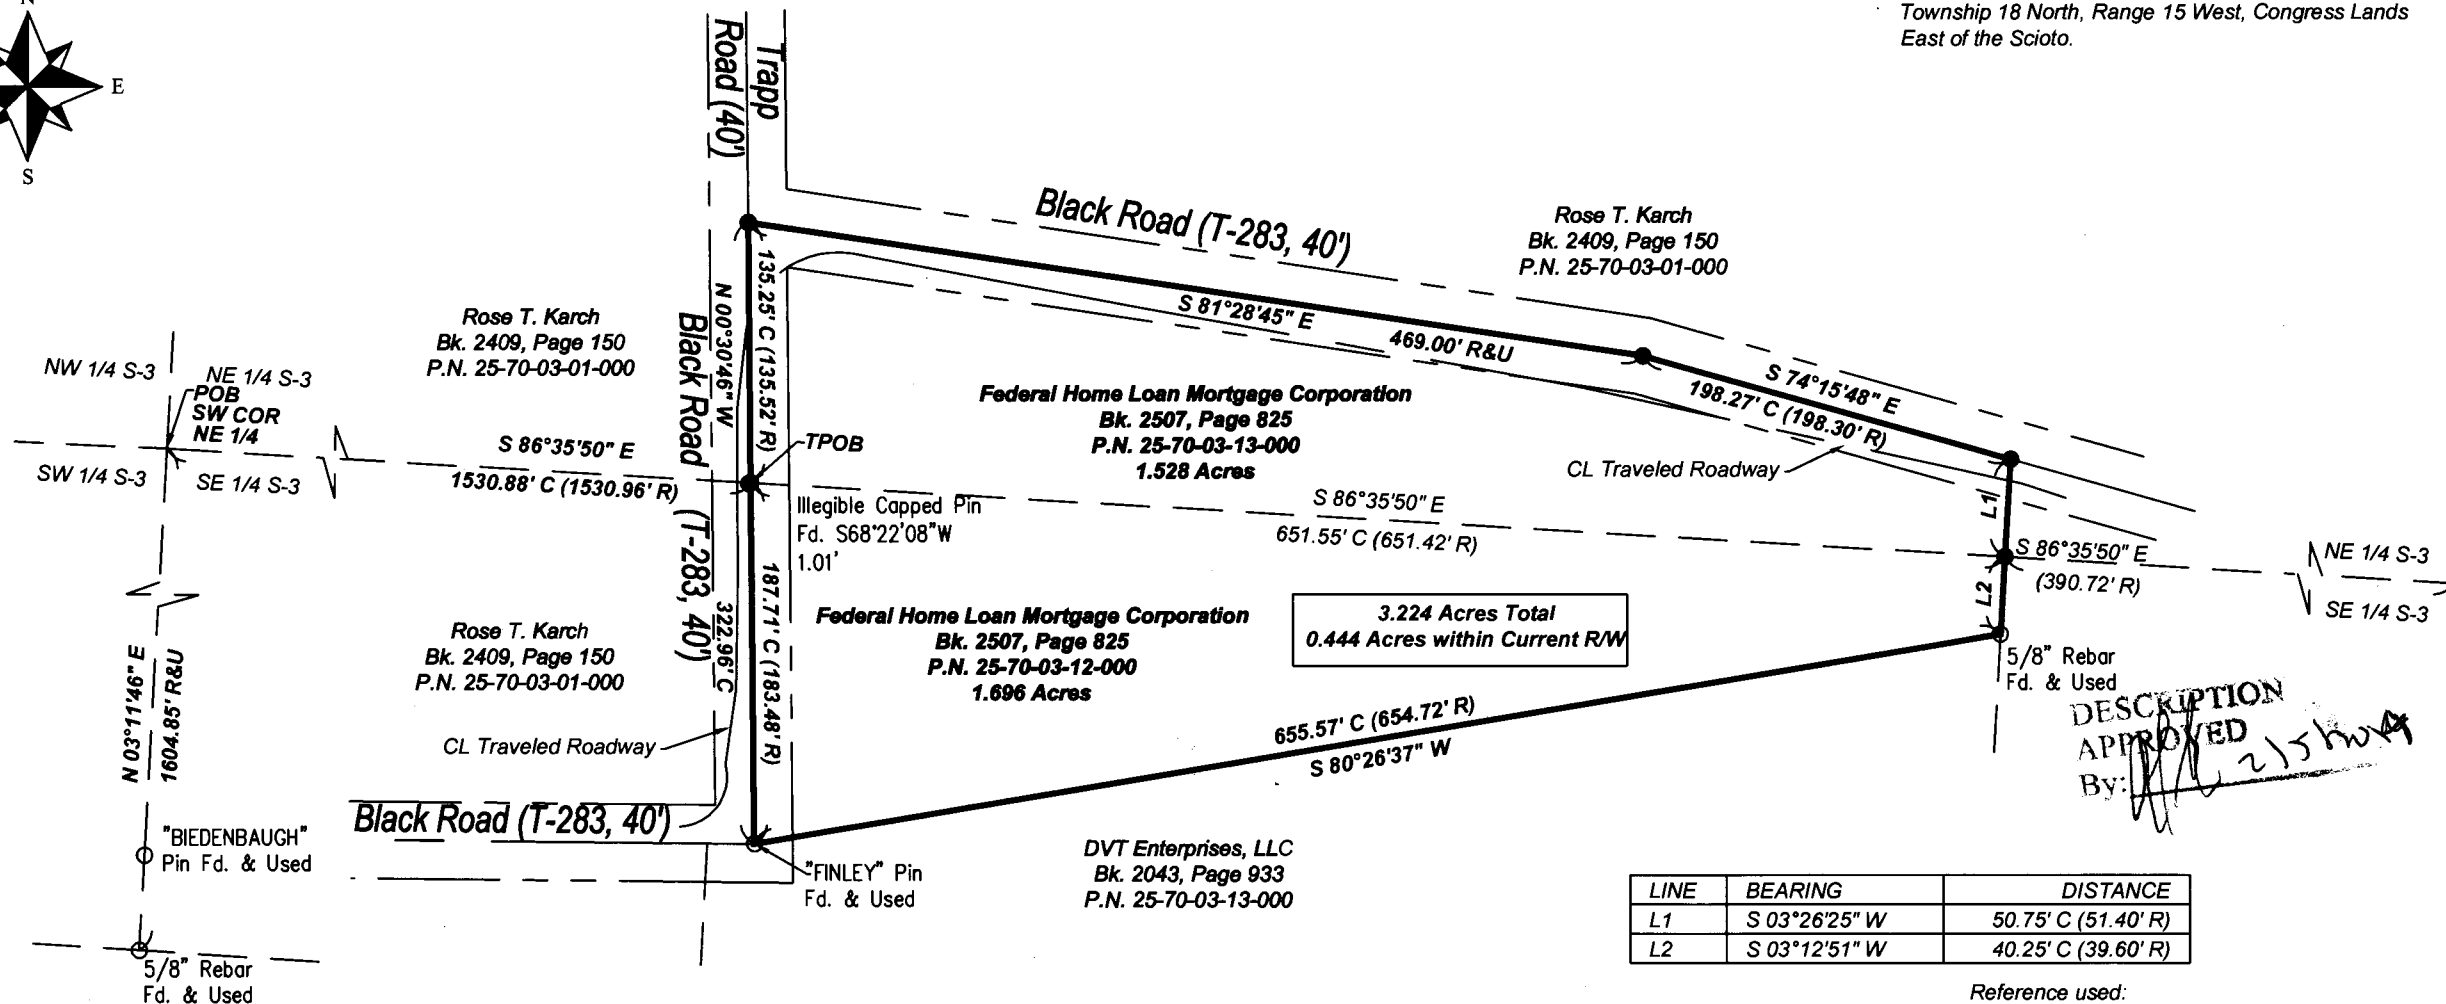 N
E
S
Township 18 North, Range 15 West, Congress Lands
East of the Scioto.
Trapp
Road (40')
Black Road (T-283, 40')
Rose T. Karch
Bk. 2409, Page 150
P.N. 25-70-03-01-000
S 81°28'45" E
469.00' R&U
S 74°15'48" E
198.27' C (198.30' R)
CL Traveled Roadway
135.25' C (135.52' R)
N 00°30'46" W
322.96' C
Black Road (T-283, 40')
Rose T. Karch
Bk. 2409, Page 150
P.N. 25-70-03-01-000
NW 1/4 S-3
NE 1/4 S-3
POB
SW COR
NE 1/4
SW 1/4 S-3
SE 1/4 S-3
S 86°35'50" E
1530.88' C (1530.96' R)
TPOB
Illegible Capped Pin
Fd. S68°22'08"W
1.01'
Federal Home Loan Mortgage Corporation
Bk. 2507, Page 825
P.N. 25-70-03-13-000
1.528 Acres
S 86°35'50" E
651.55' C (651.42' R)
L1
L2
S 86°35'50" E
(390.72' R)
NE 1/4 S-3
SE 1/4 S-3
187.71' C (183.48' R)
Federal Home Loan Mortgage Corporation
Bk. 2507, Page 825
P.N. 25-70-03-12-000
1.696 Acres
3.224 Acres Total
0.444 Acres within Current R/W
5/8" Rebar
Fd. & Used
DESCRIPTION
APPROVED
By:
Rose T. Karch
Bk. 2409, Page 150
P.N. 25-70-03-01-000
N 03°11'46" E
1604.85' R&U
CL Traveled Roadway
655.57' C (654.72' R)
S 80°26'37" W
Black Road (T-283, 40')
"BIEDENBAUGH"
Pin Fd. & Used
"FINLEY" Pin
Fd. & Used
DVT Enterprises, LLC
Bk. 2043, Page 933
P.N. 25-70-03-13-000
5/8" Rebar
Fd. & Used
LINE BEARING DISTANCE
L1 S 03°26'25" W 50.75' C (51.40' R)
L2 S 03°12'51" W 40.25' C (39.60' R)
Reference used: